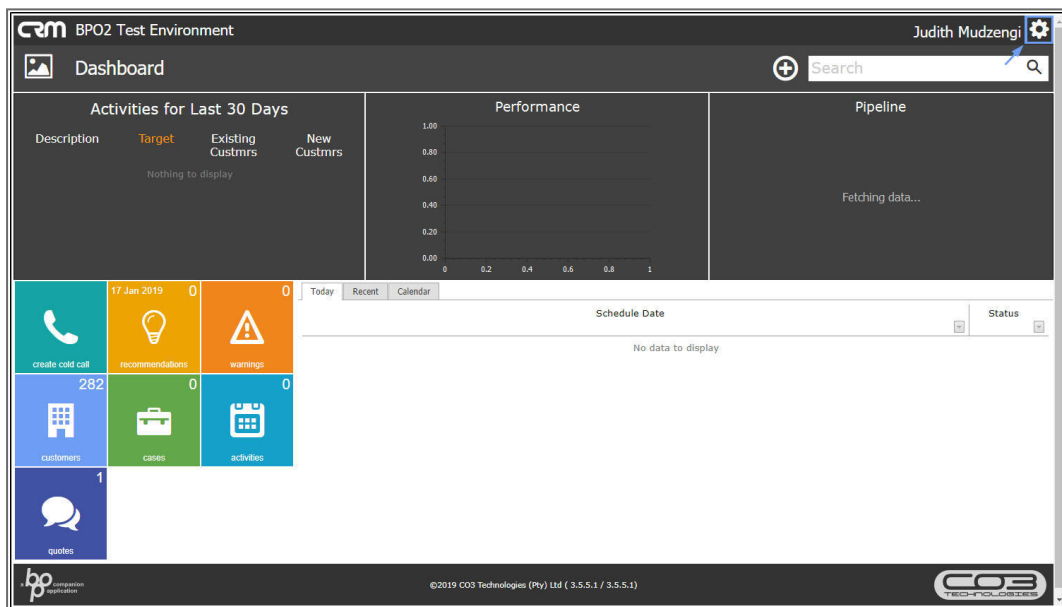 CRM BPO2 Test Environment
Judith Mudzengi
Dashboard
Search
Activities for Last 30 Days
Description Target Existing Custmrs New Custmrs
Nothing to display
Performance
1.00
0.80
0.60
0.40
0.20
0.00
0 0.2 0.4 0.6 0.8 1
Pipeline
Fetching data...
create cold call
17 Jan 2019 0
recommendations
0
warnings
282
customers
0
cases
0
activities
1
quotes
Today Recent Calendar
Schedule Date Status
No data to display
a bp companion application
©2019 CO3 Technologies (Pty) Ltd ( 3.5.5.1 / 3.5.5.1)
CO3
TECHNOLOGIES